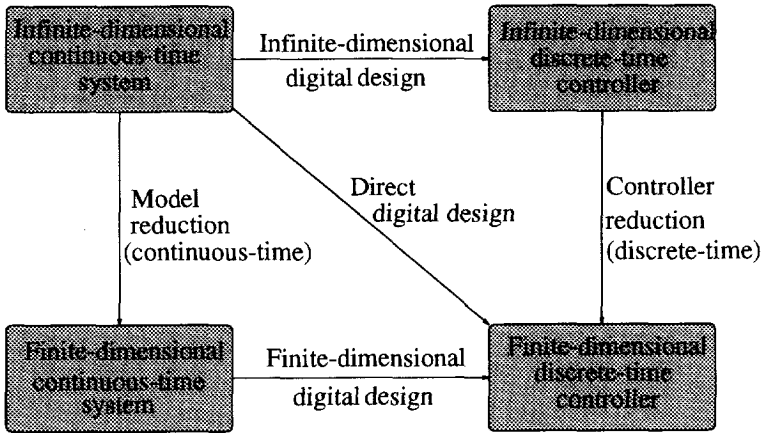 Infinite-dimensional
continuous-time
system
Infinite-dimensional
digital design
Infinite-dimensional
discrete-time
controller
Model
reduction
(continuous-time)
Direct
digital design
Controller
reduction
(discrete-time)
Finite-dimensional
continuous-time
system
Finite-dimensional
digital design
Finite-dimensional
discrete-time
controller